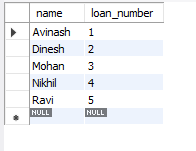 name loan_number
Avinash 1
Dinesh 2
Mohan 3
Nikhil 4
Ravi 5
NULL NULL